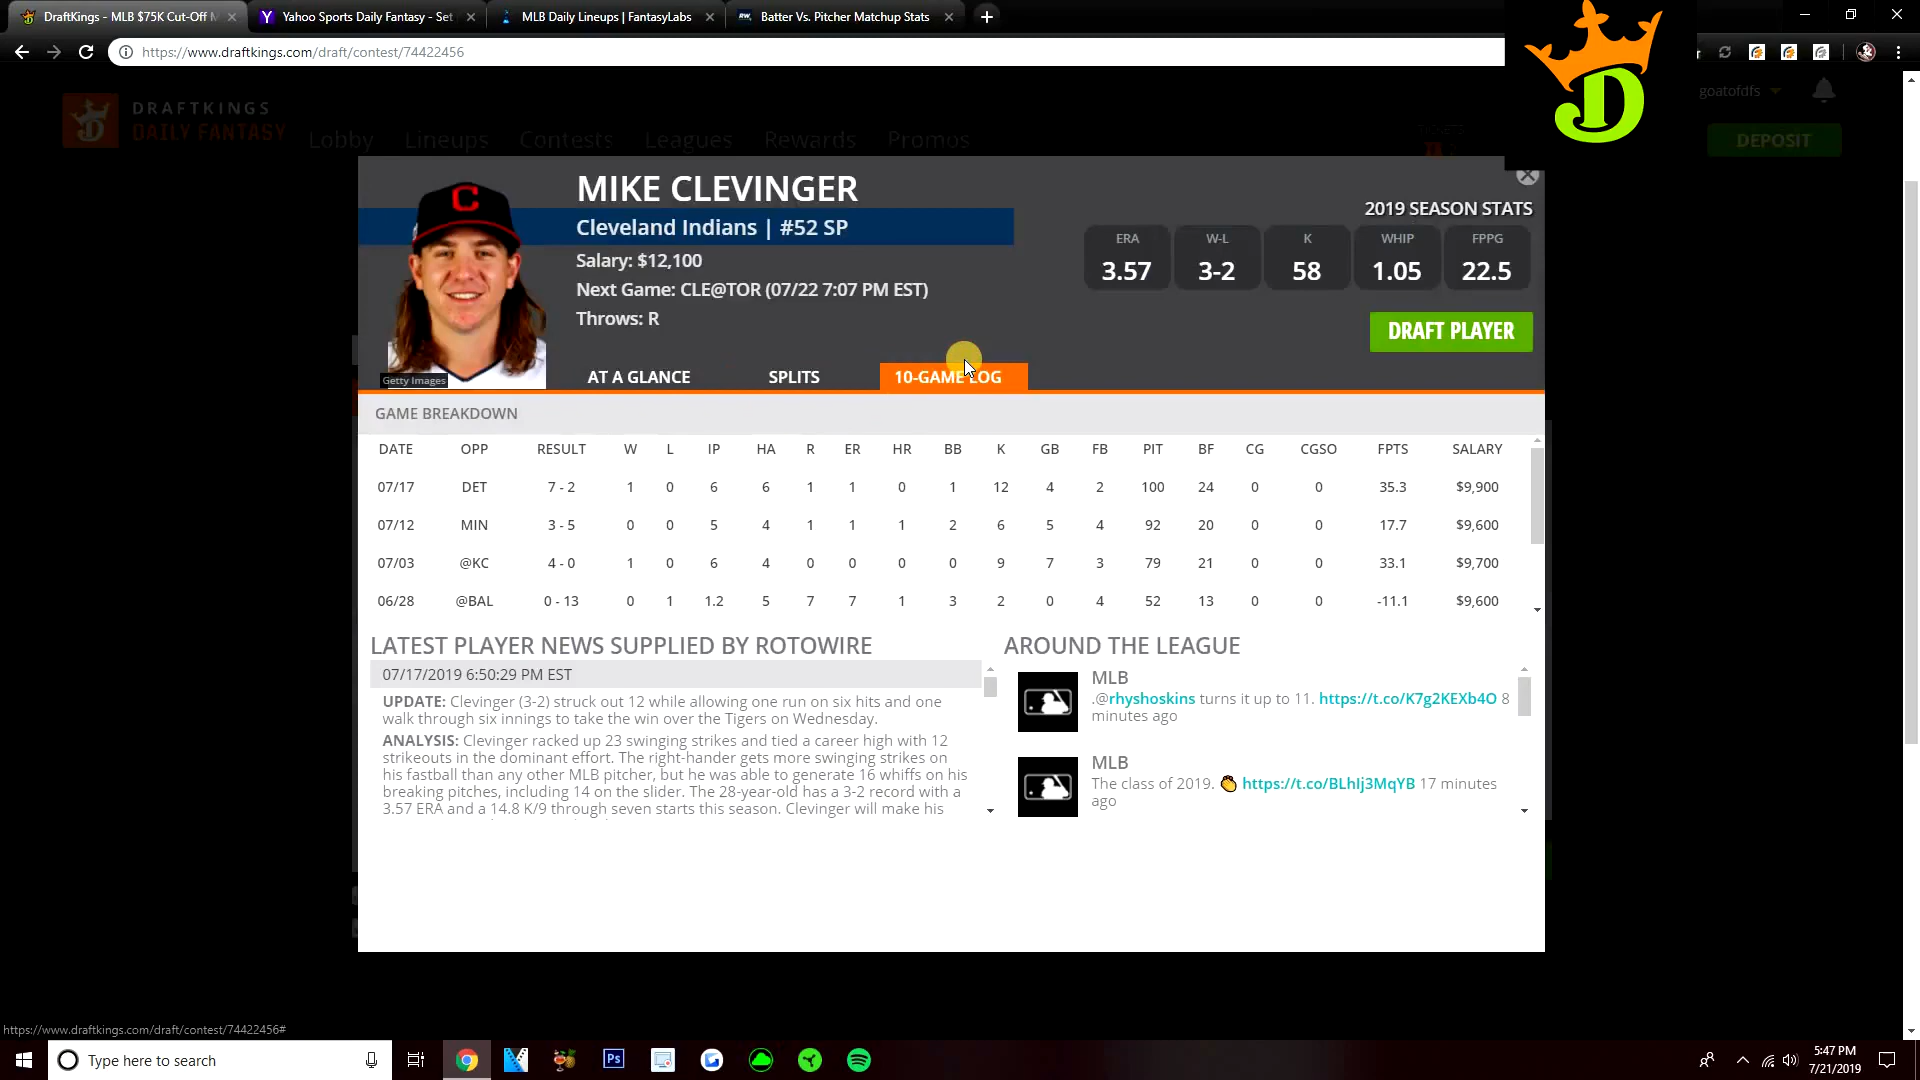 DraftKings - MLB $75K Cut-Off M
Yahoo Sports Daily Fantasy - Set
MLB Daily Lineups | FantasyLabs
RW Batter Vs. Pitcher Matchup Stats
https://www.draftkings.com/draft/contest/74422456
DRAFTKINGS
DAILY FANTASY
Lobby Lineups Contests Leagues Rewards Promos
goatofdfs
DEPOSIT
MIKE CLEVINGER
Cleveland Indians | #52 SP
Salary: $12,100
Next Game: CLE@TOR (07/22 7:07 PM EST)
Throws: R
Getty Images
2019 SEASON STATS
ERA W-L K WHIP FPPG
3.57 3-2 58 1.05 22.5
DRAFT PLAYER
AT A GLANCE SPLITS 10-GAME LOG
GAME BREAKDOWN
DATE OPP RESULT W L IP HA R ER HR BB K GB FB PIT BF CG CGSO FPTS SALARY
07/17 DET 7 - 2 1 0 6 6 1 1 0 1 12 4 2 100 24 0 0 35.3 $9,900
07/12 MIN 3 - 5 0 0 5 4 1 1 1 2 6 5 4 92 20 0 0 17.7 $9,600
07/03 @KC 4 - 0 1 0 6 4 0 0 0 0 9 7 3 79 21 0 0 33.1 $9,700
06/28 @BAL 0 - 13 0 1 1.2 5 7 7 1 3 2 0 4 52 13 0 0 -11.1 $9,600
LATEST PLAYER NEWS SUPPLIED BY ROTOWIRE
07/17/2019 6:50:29 PM EST
UPDATE: Clevinger (3-2) struck out 12 while allowing one run on six hits and one
walk through six innings to take the win over the Tigers on Wednesday.
ANALYSIS: Clevinger racked up 23 swinging strikes and tied a career high with 12
strikeouts in the dominant effort. The right-hander gets more swinging strikes on
his fastball than any other MLB pitcher, but he was able to generate 16 whiffs on his
breaking pitches, including 14 on the slider. The 28-year-old has a 3-2 record with a
3.57 ERA and a 14.8 K/9 through seven starts this season. Clevinger will make his
AROUND THE LEAGUE
MLB
.@rhyshoskins turns it up to 11. https://t.co/K7g2KEXb4O 8
minutes ago
MLB
The class of 2019. 👏 https://t.co/BLhIj3MqYB 17 minutes
ago
https://www.draftkings.com/draft/contest/74422456#
Type here to search
Ps
5:47 PM
7/21/2019